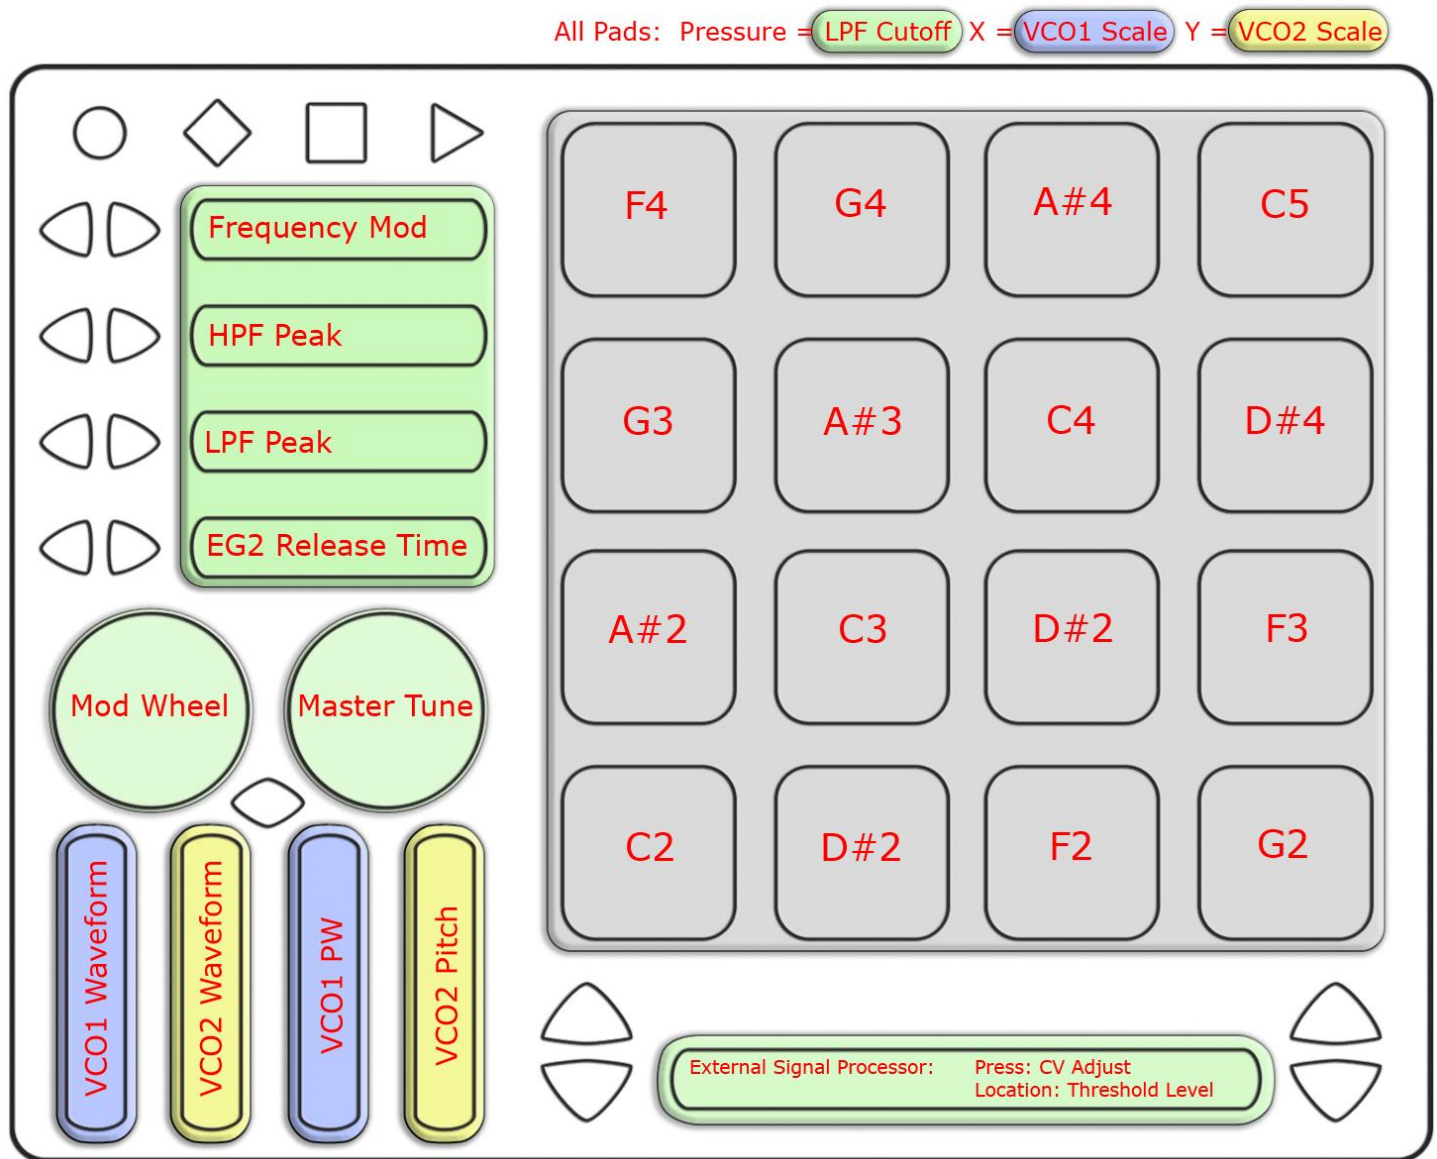 All Pads: Pressure = LPF Cutoff X = VCO1 Scale Y = VCO2 Scale
Frequency Mod
HPF Peak
LPF Peak
EG2 Release Time
Mod Wheel
Master Tune
VCO1 Waveform
VCO2 Waveform
VCO1 PW
VCO2 Pitch
F4 G4 A#4 C5
G3 A#3 C4 D#4
A#2 C3 D#2 F3
C2 D#2 F2 G2
External Signal Processor: Press: CV Adjust
Location: Threshold Level